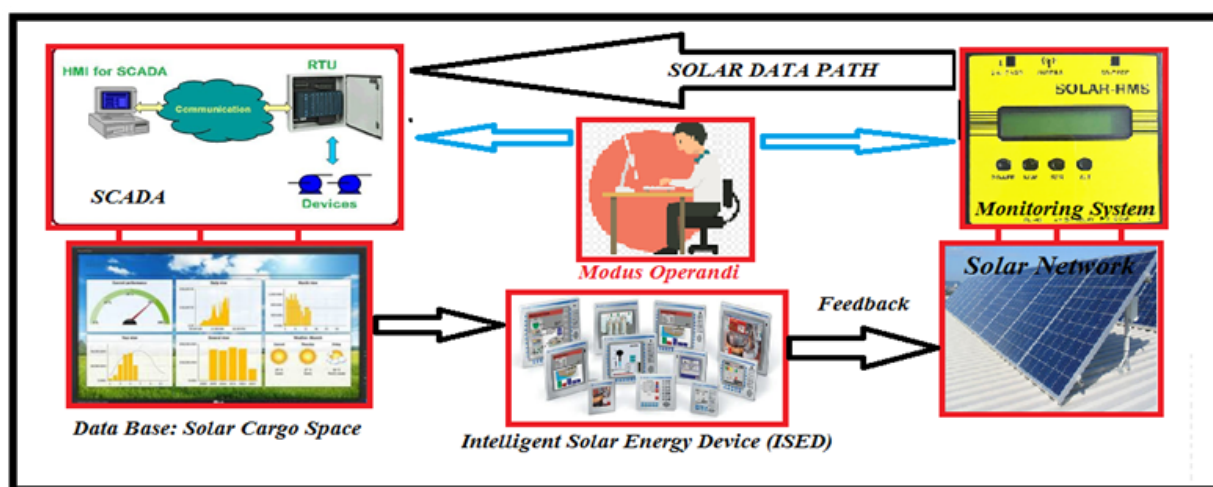 HMI for SCADA
RTU
Communication
SCADA
Devices
SOLAR DATA PATH
SOLAR-RMS
Monitoring System
Modus Operandi
Solar Network
Feedback
Data Base: Solar Cargo Space
Intelligent Solar Energy Device (ISED)